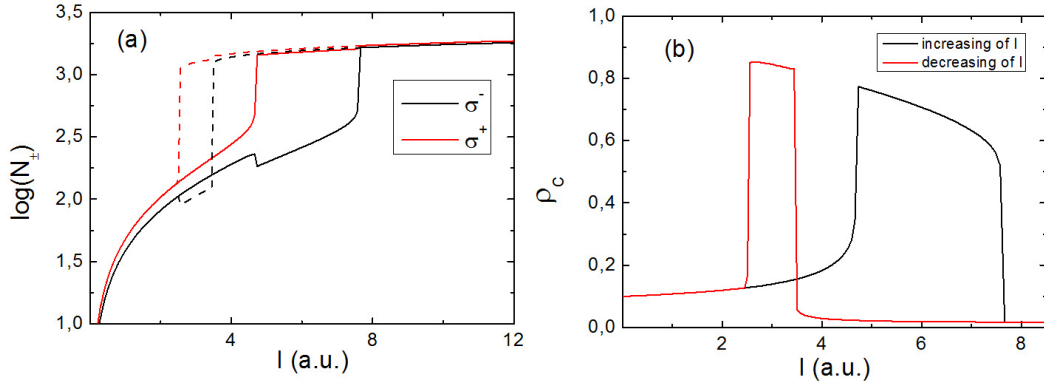 (a)
3,5
3,0
2,5
2,0
1,5
1,0
log(N±)
4
8
12
I (a.u.)
σ-
σ+
(b)
1,0
0,8
0,6
0,4
0,2
0,0
ρC
0
2
4
6
8
I (a.u.)
increasing of I
decreasing of I